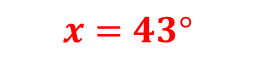 x = 43°